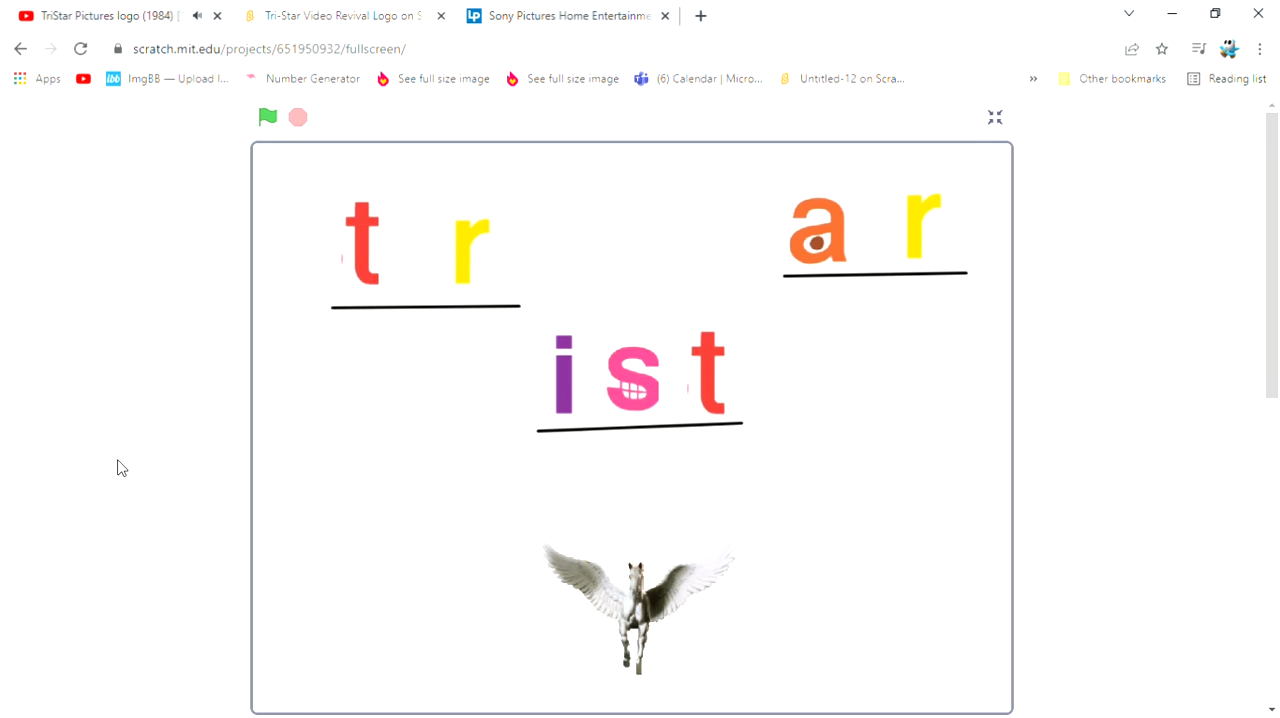 TriStar Pictures logo (1984) [
Tri-Star Video Revival Logo on S
Sony Pictures Home Entertainme
scratch.mit.edu/projects/651950932/fullscreen/
Apps
ImgBB — Upload I...
Number Generator
See full size image
See full size image
(6) Calendar | Micro...
Untitled-12 on Scra...
»
Other bookmarks
Reading list
t r
a r
i s t